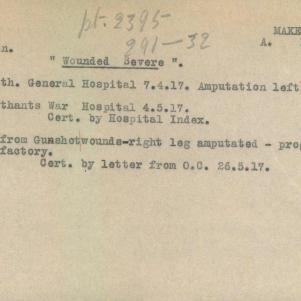 pt. 2395
291-32
MAKE
n.
A.
" Wounded Severe ".
th. General Hospital 7.4.17. Amputation left
thants War Hospital 4.5.17.
Cert. by Hospital Index.
from Gunshotwounds-right leg amputated - prog
factory.
Cert. by letter from O.C. 26.5.17.